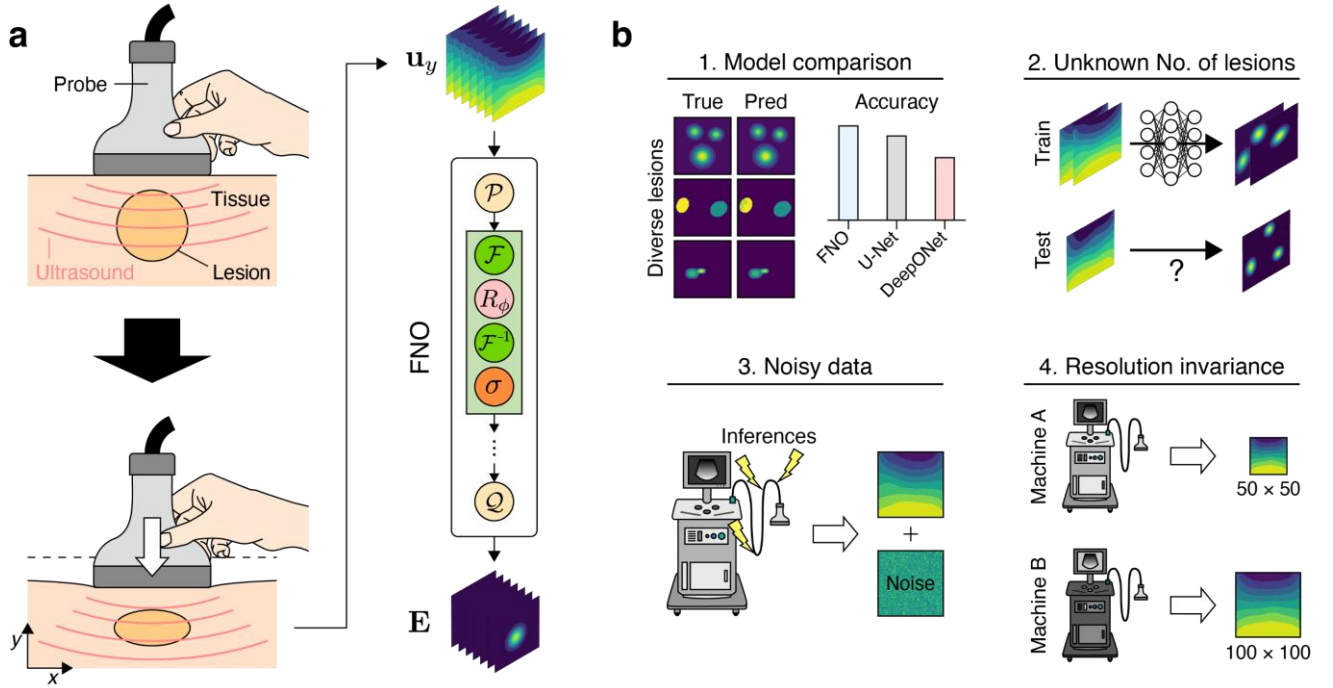 a
Probe
Tissue
Ultrasound
Lesion
y
x
𝐮y
FNO
𝒫
ℱ
Rϕ
ℱ⁻¹
σ
⋮
𝒬
𝐄
b
1. Model comparison
True Pred Accuracy
Diverse lesions
FNO
U-Net
DeepONet
2. Unknown No. of lesions
Train
Test
?
3. Noisy data
Inferences
+
Noise
4. Resolution invariance
Machine A
50 × 50
Machine B
100 × 100